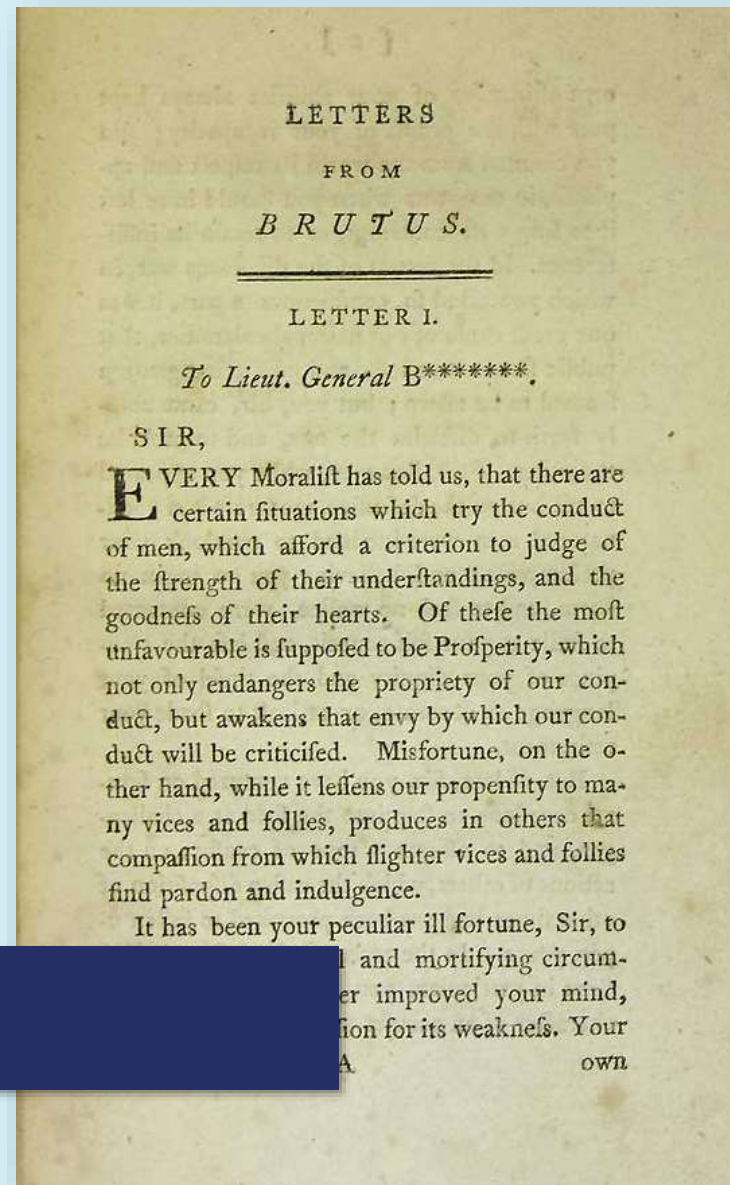 LETTERS
FROM
BRUTUS.
LETTER I.
To Lieut. General B*******.
SIR,
EVERY Moraliſt has told us, that there are
certain ſituations which try the conduct
of men, which afford a criterion to judge of
the ſtrength of their underſtandings, and the
goodneſs of their hearts. Of theſe the moſt
unfavourable is ſuppoſed to be Proſperity, which
not only endangers the propriety of our con-
duct, but awakens that envy by which our con-
duct will be criticiſed. Misfortune, on the o-
ther hand, while it leſſens our propenſity to ma-
ny vices and follies, produces in others that
compaſſion from which ſlighter vices and follies
find pardon and indulgence.
It has been your peculiar ill fortune, Sir, to
and mortifying circum-
improved your mind,
for its weakneſs. Your
A own